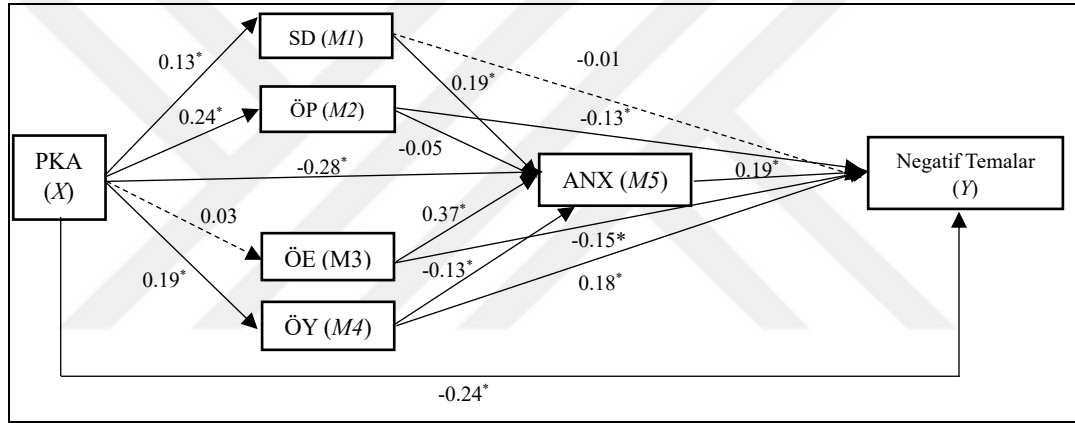 SD (M1)
-0.01
0.13*
0.19*
0.24*
ÖP (M2)
-0.13*
-0.05
PKA
(X)
-0.28*
ANX (M5)
0.19*
Negatif Temalar
(Y)
0.03
0.37*
ÖE (M3)
-0.15*
0.19*
-0.13*
0.18*
ÖY (M4)
-0.24*